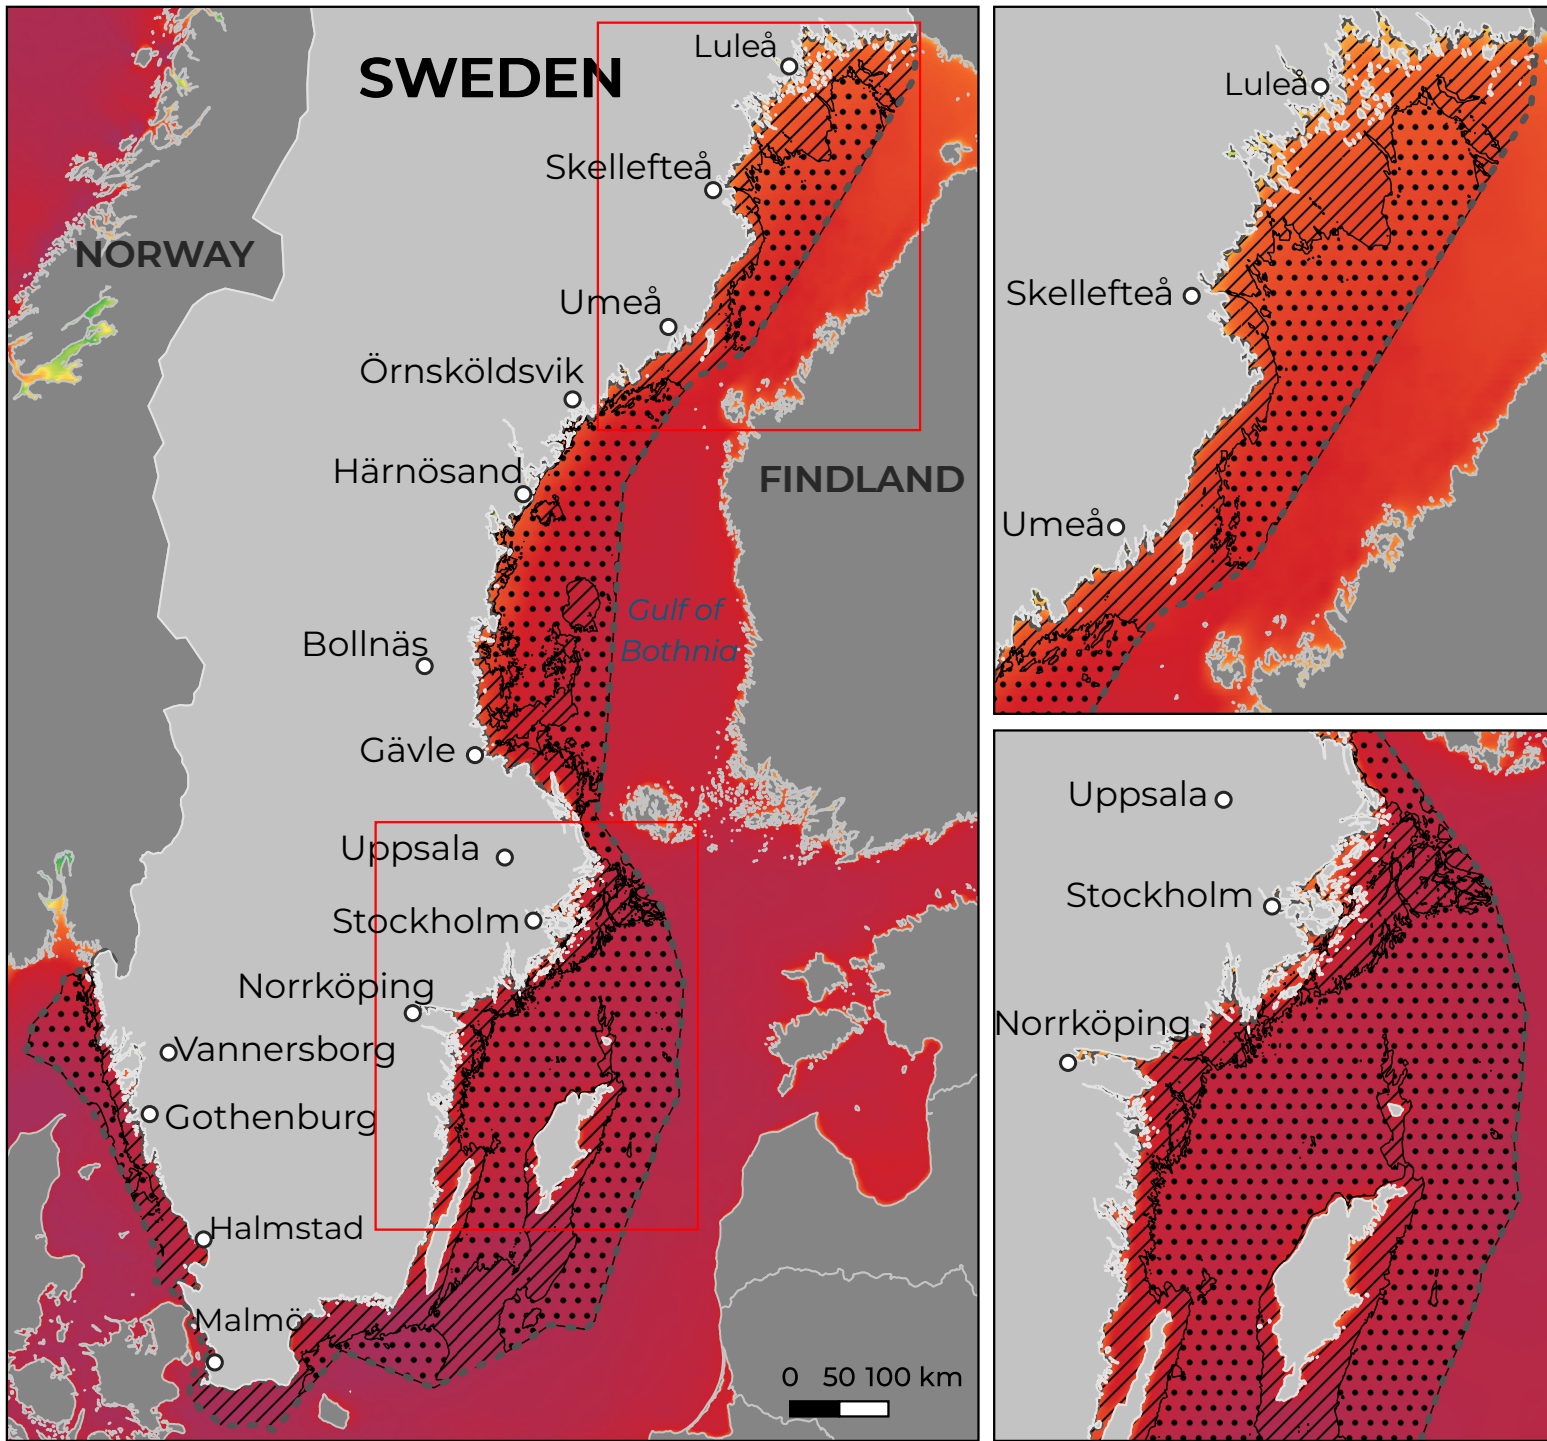 SWEDEN
Luleå
Skellefteå
NORWAY
Umeå
Örnsköldsvik
Härnösand
FINDLAND
Gulf of
Bothnia
Bollnäs
Gävle
Uppsala
Stockholm
Norrköping
Vannersborg
Gothenburg
Halmstad
Malmö
0 50 100 km
Luleå
Skellefteå
Umeå
Uppsala
Stockholm
Norrköping